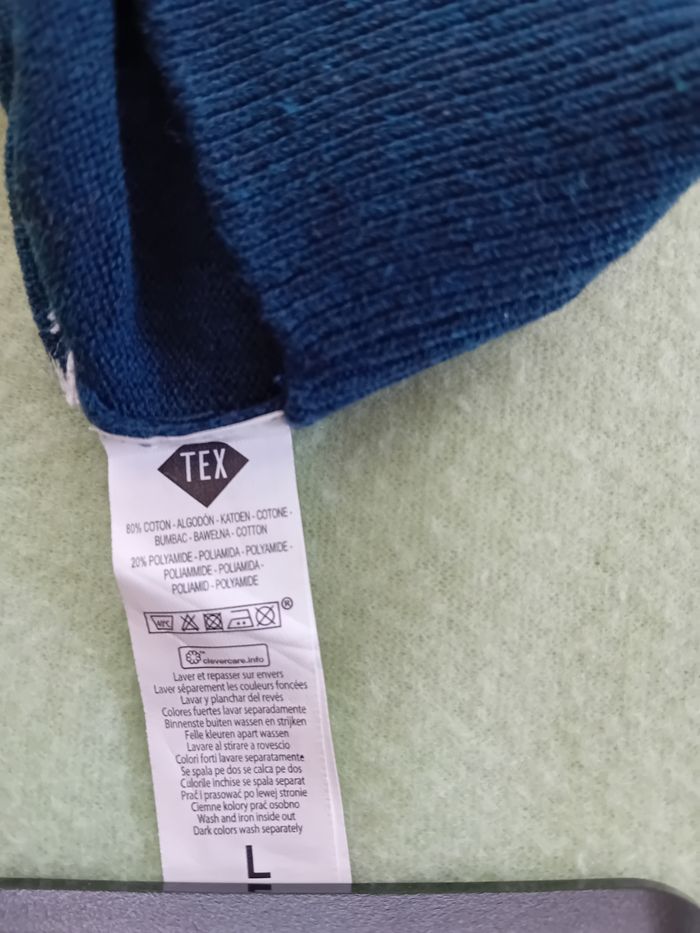 TEX
80% COTON - ALGODÓN - KATOEN - COTONE -
BUMBAC - BAWEŁNA - COTTON
20% POLYAMIDE - POLIAMIDA - POLYAMIDE -
POLIAMMIDE - POLIAMIDA -
POLIAMID - POLYAMIDE
40°C
®
clevercare.info
Laver et repasser sur envers
Laver séparement les couleurs foncées
Lavar y planchar del revés
Colores fuertes lavar separadamente
Binnenste buiten wassen en strijken
Felle kleuren apart wassen
Lavare al stirare a rovescio
Colori forti lavare separatamente
Se spala pe dos se calca pe dos
Culorile inchise se spala separat
Prać i prasować po lewej stronie
Ciemne kolory prać osobno
Wash and iron inside out
Dark colors wash separately
L